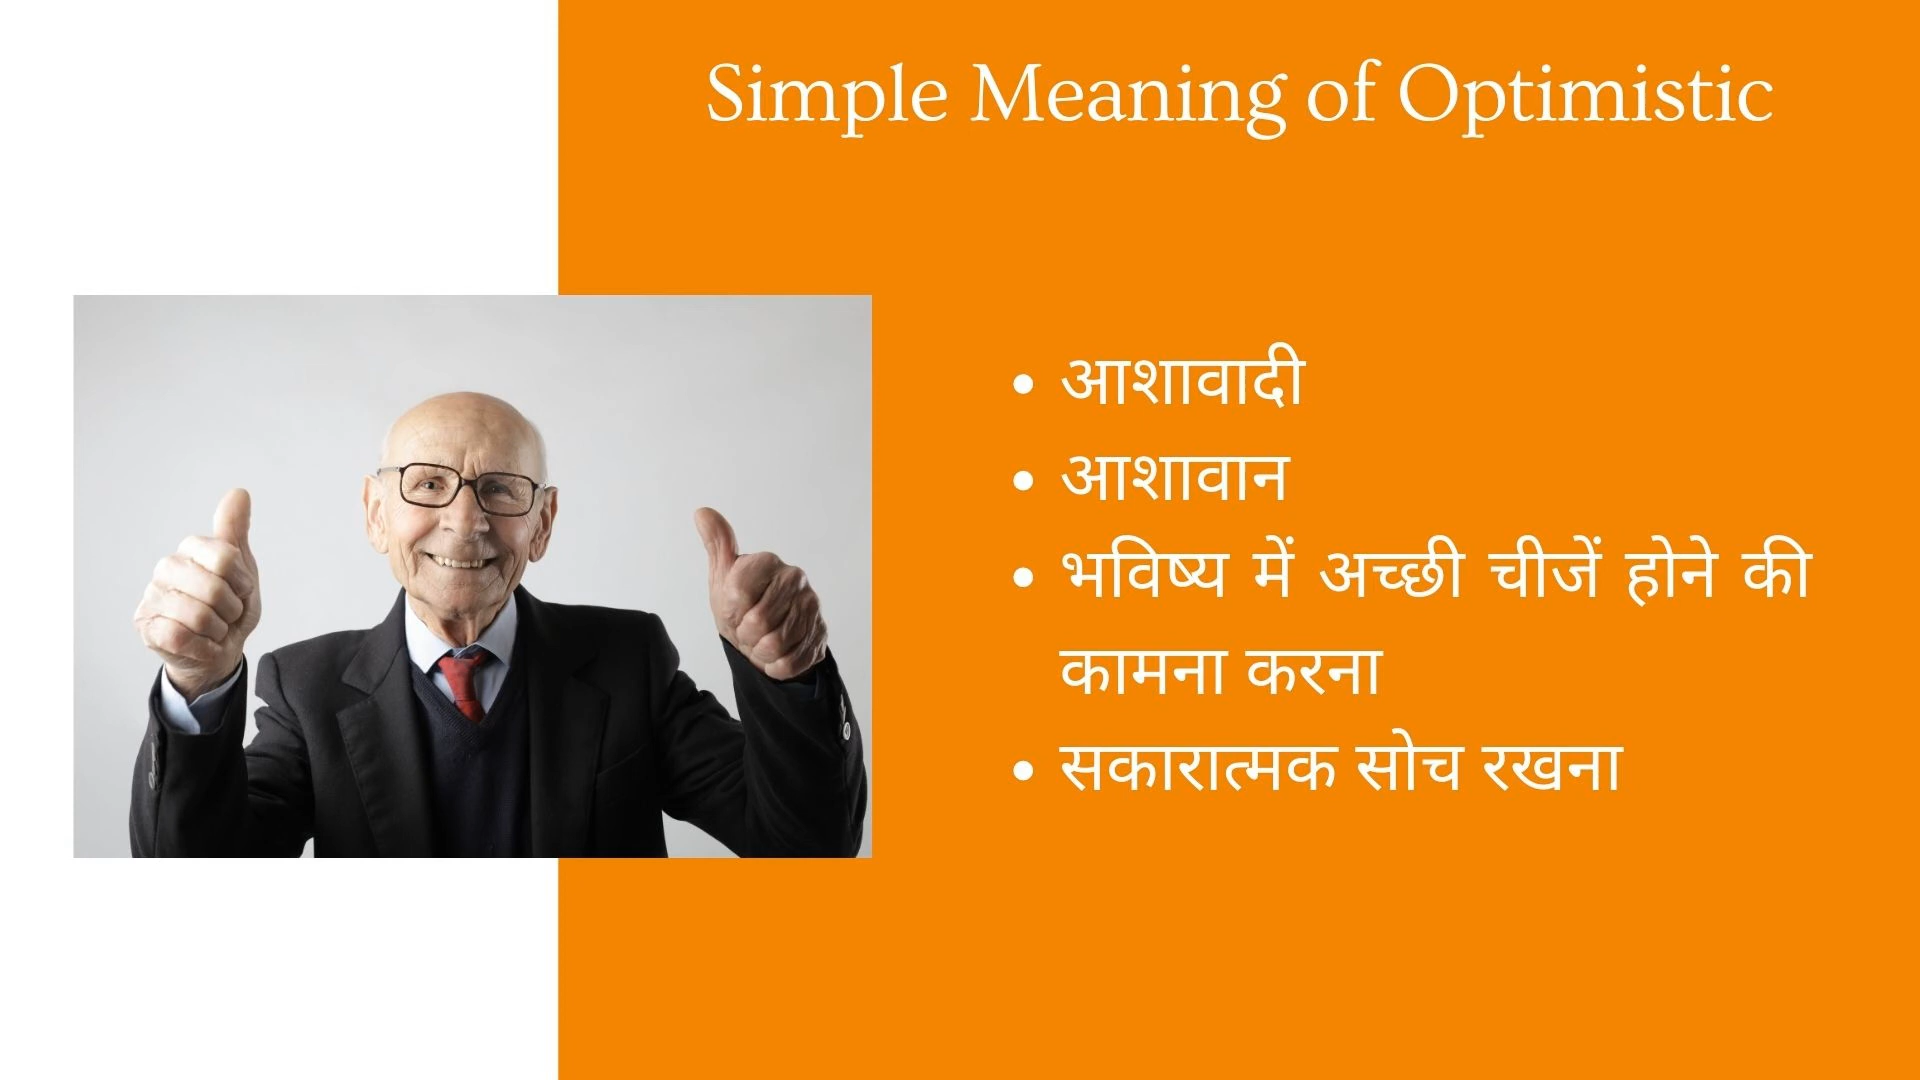 Simple Meaning of Optimistic
• आशावादी
• आशावान
• भविष्य में अच्छी चीजें होने की
कामना करना
• सकारात्मक सोच रखना